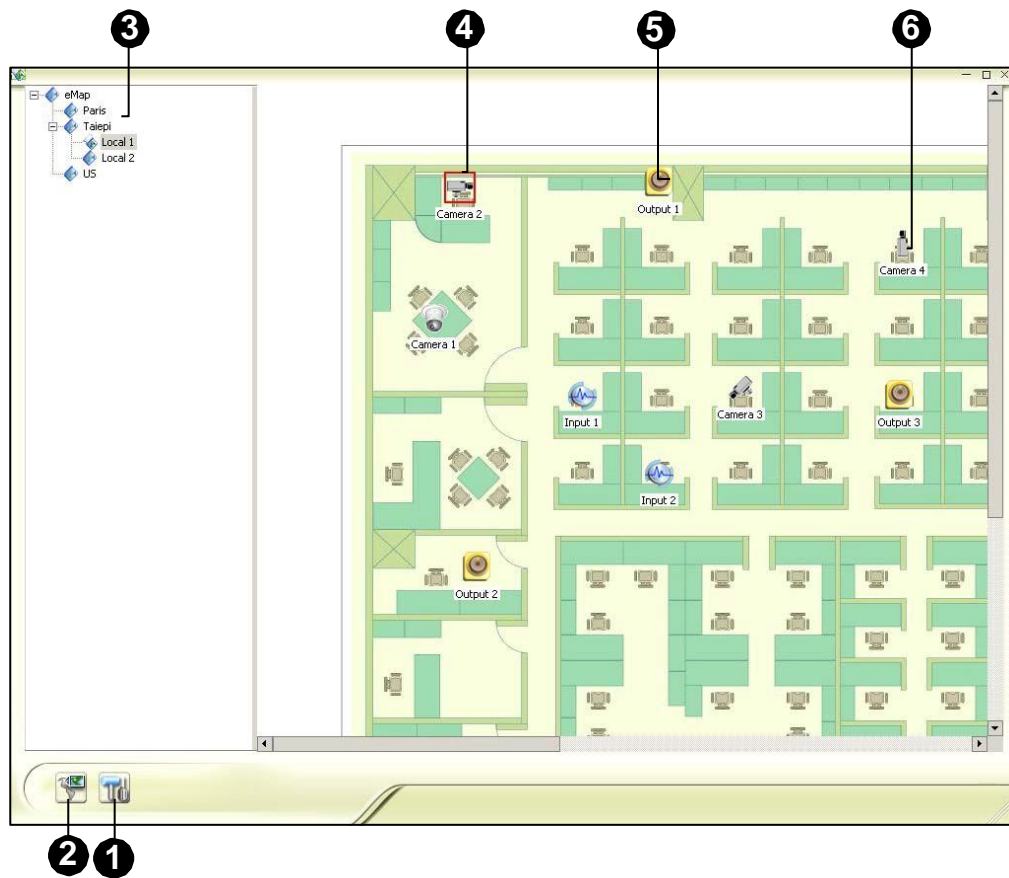 3
4
5
6
eMap
Paris
Taiepi
Local 1
Local 2
US
Camera 2
Output 1
Camera 4
Camera 1
Input 1
Camera 3
Output 3
Input 2
Output 2
2
1